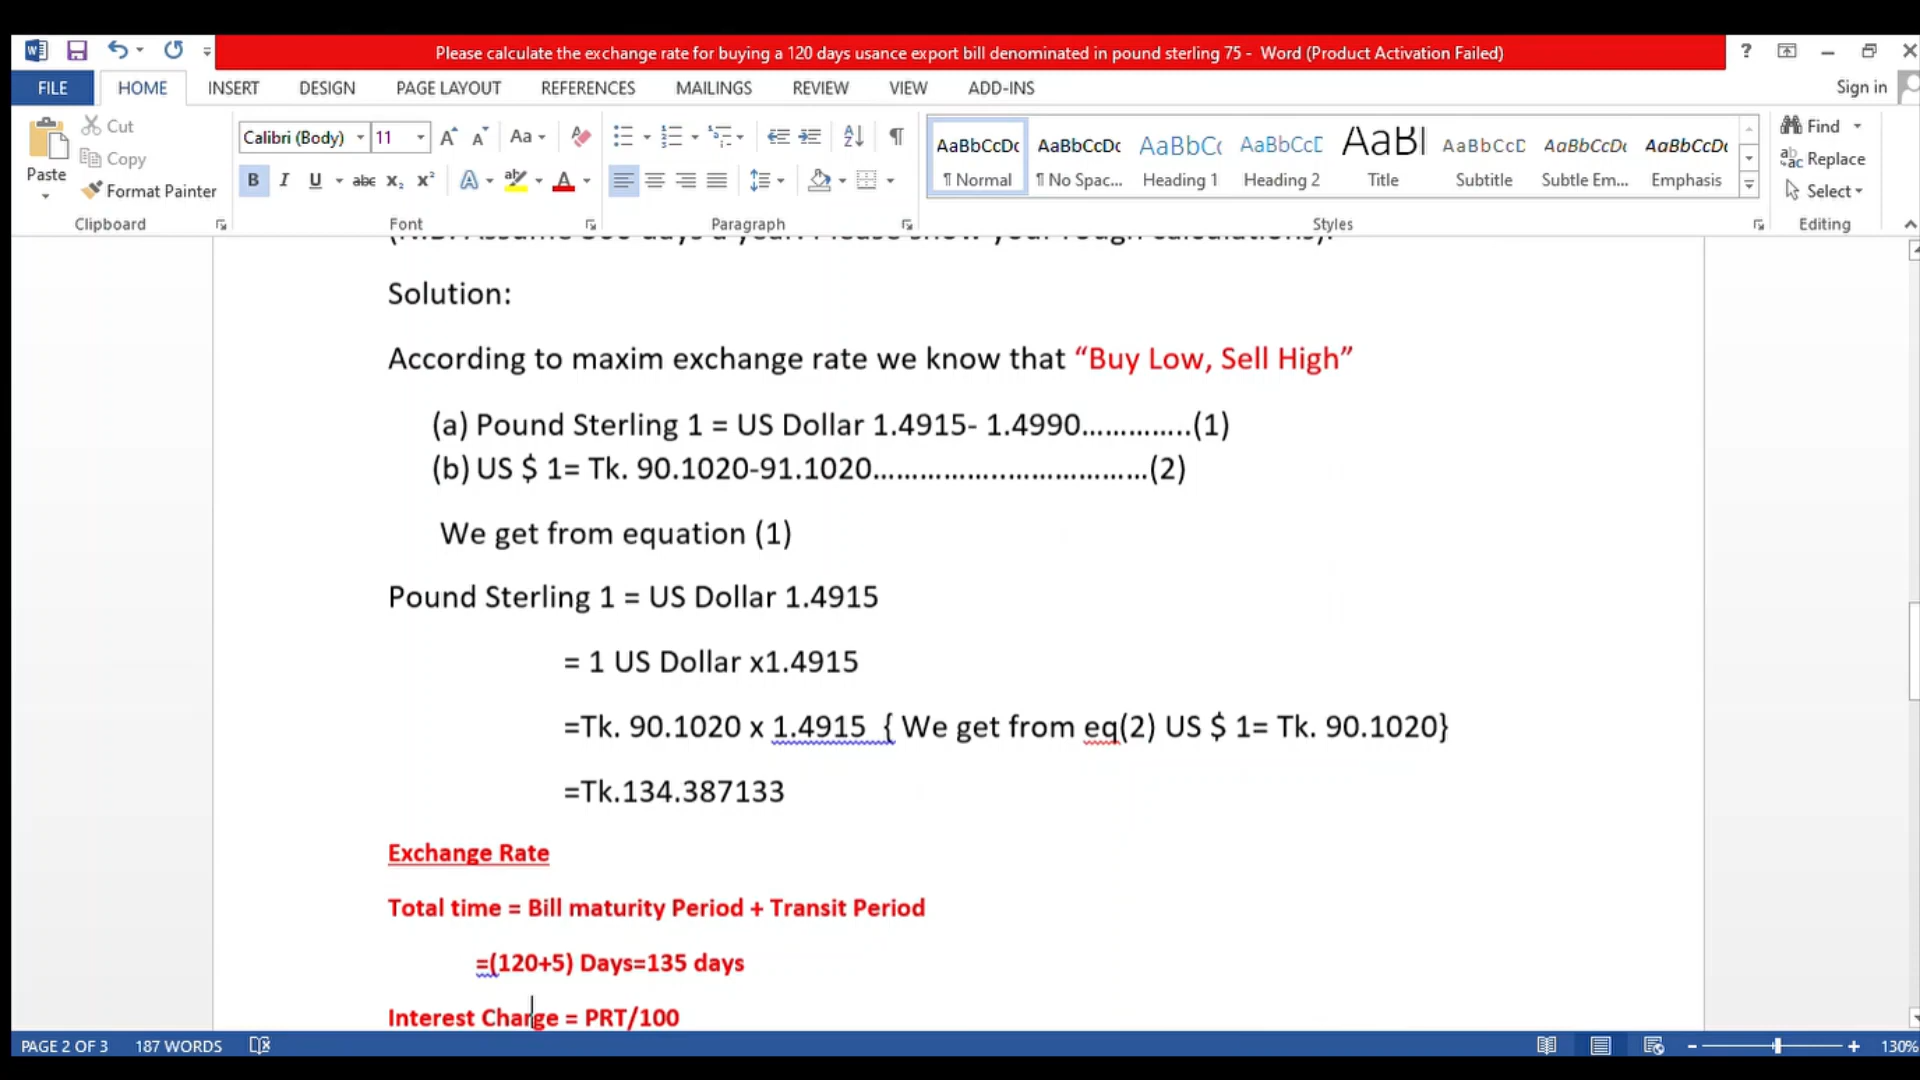 Please calculate the exchange rate for buying a 120 days usance export bill denominated in pound sterling 75 - Word (Product Activation Failed)
FILE HOME INSERT DESIGN PAGE LAYOUT REFERENCES MAILINGS REVIEW VIEW ADD-INS Sign in
Paste
Cut
Copy
Format Painter
Calibri (Body) 11
AaBbCcDc AaBbCcDc AaBbCc AaBbCcD AaBl AaBbCcD AaBbCcDc AaBbCcDc
¶ Normal ¶ No Spac... Heading 1 Heading 2 Title Subtitle Subtle Em... Emphasis
Find
Replace
Select
Clipboard Font Paragraph Styles Editing
Solution:
According to maxim exchange rate we know that “Buy Low, Sell High”
(a) Pound Sterling 1 = US Dollar 1.4915- 1.4990…………..(1)
(b) US $ 1= Tk. 90.1020-91.1020……………..………………(2)
We get from equation (1)
Pound Sterling 1 = US Dollar 1.4915
= 1 US Dollar x1.4915
=Tk. 90.1020 x 1.4915 { We get from eq(2) US $ 1= Tk. 90.1020}
=Tk.134.387133
Exchange Rate
Total time = Bill maturity Period + Transit Period
=(120+5) Days=135 days
Interest Charge = PRT/100
PAGE 2 OF 3 187 WORDS 130%